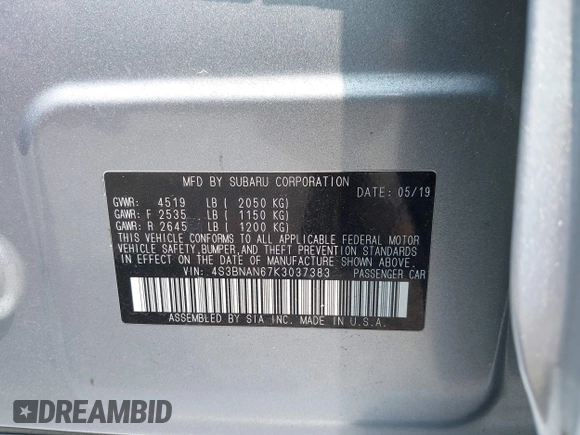 MFD BY SUBARU CORPORATION
DATE: 05/19
GVWR: 4519 LB ( 2050 KG)
GAWR: F 2535 LB ( 1150 KG)
GAWR: R 2645 LB ( 1200 KG)
THIS VEHICLE CONFORMS TO ALL APPLICABLE FEDERAL MOTOR
VEHICLE SAFETY,BUMPER,AND THEFT PREVENTION STANDARDS
IN EFFECT ON THE DATE OF MANUFACTURE SHOWN ABOVE.
VIN: 4S3BNAN67K3037383 PASSENGER CAR
ASSEMBLED BY SIA INC. MADE IN U.S.A.
DREAMBID